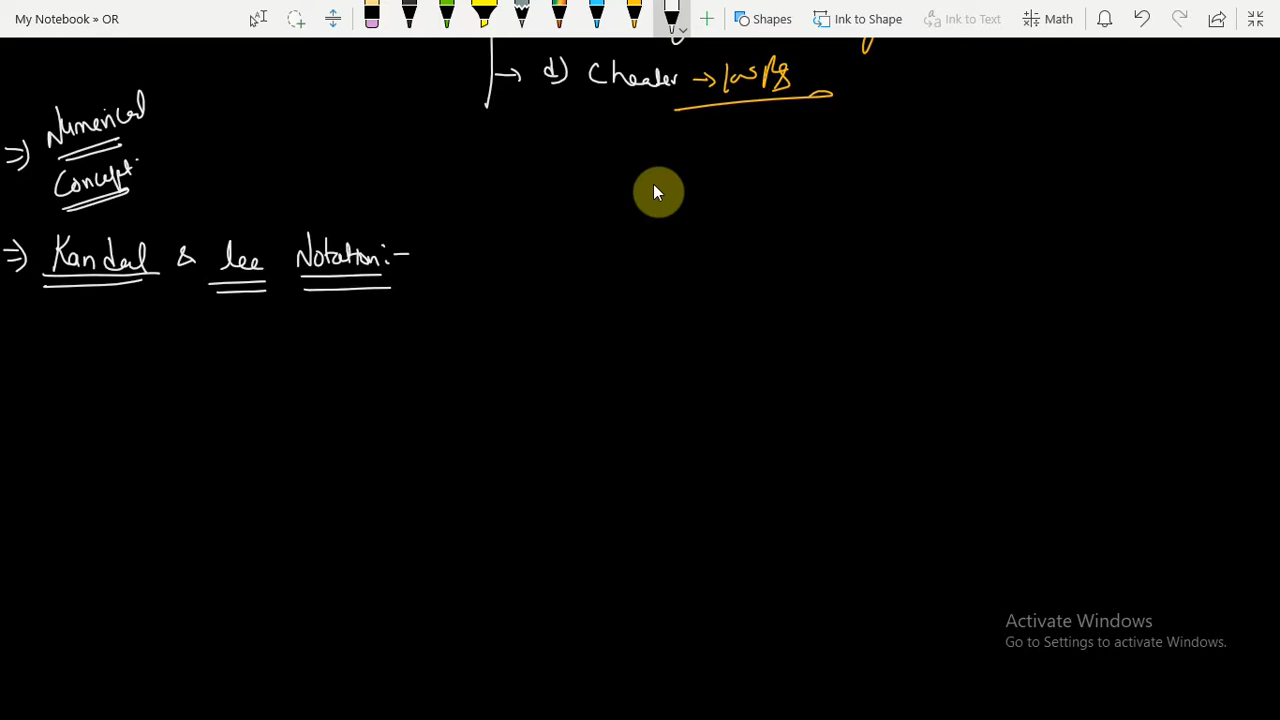 My Notebook » OR
Shapes
Ink to Shape
Ink to Text
Math
d) Cheater →
⇒ Numerical
Concept
⇒ Kandal & lee Notation:-
Activate Windows
Go to Settings to activate Windows.